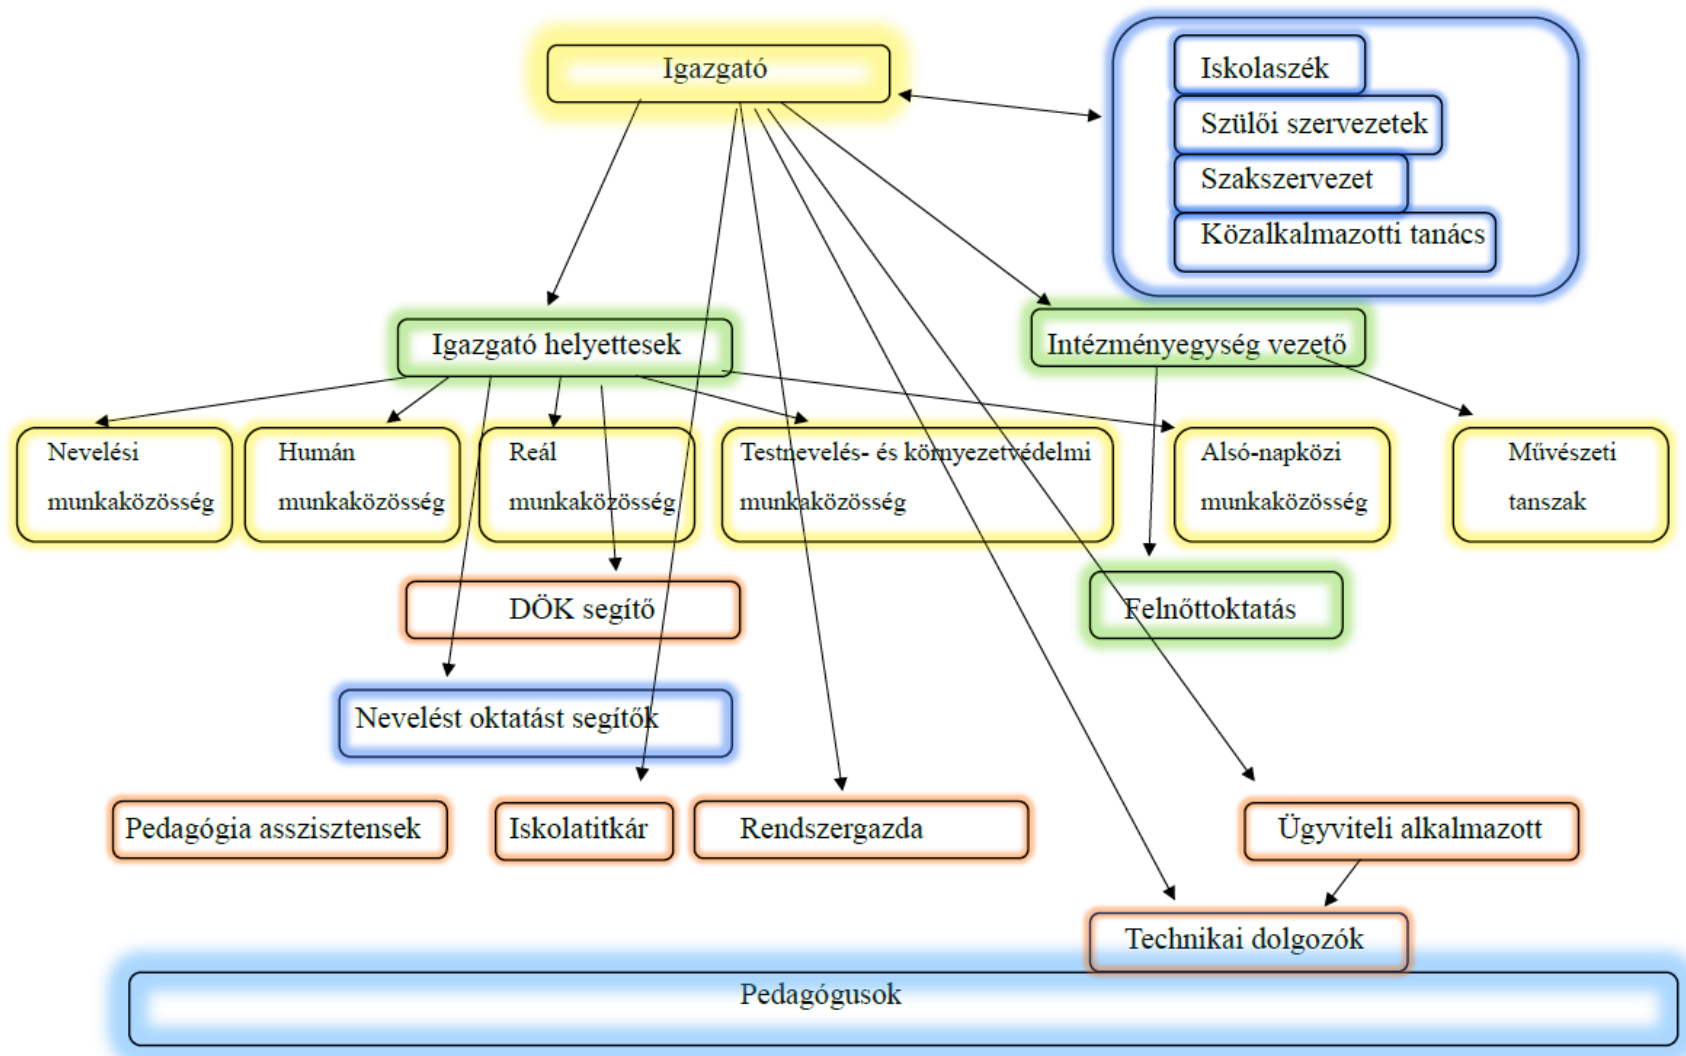 Igazgató
Iskolaszék
Szülői szervezetek
Szakszervezet
Közalkalmazotti tanács
Igazgató helyettesek
Intézményegység vezető
Nevelési
munkaközösség
Humán
munkaközösség
Reál
munkaközösség
Testnevelés- és környezetvédelmi
munkaközösség
Alsó-napközi
munkaközösség
Művészeti
tanszak
DÖK segítő
Felnőttoktatás
Nevelést oktatást segítők
Pedagógia asszisztensek
Iskolatitkár
Rendszergazda
Ügyviteli alkalmazott
Technikai dolgozók
Pedagógusok